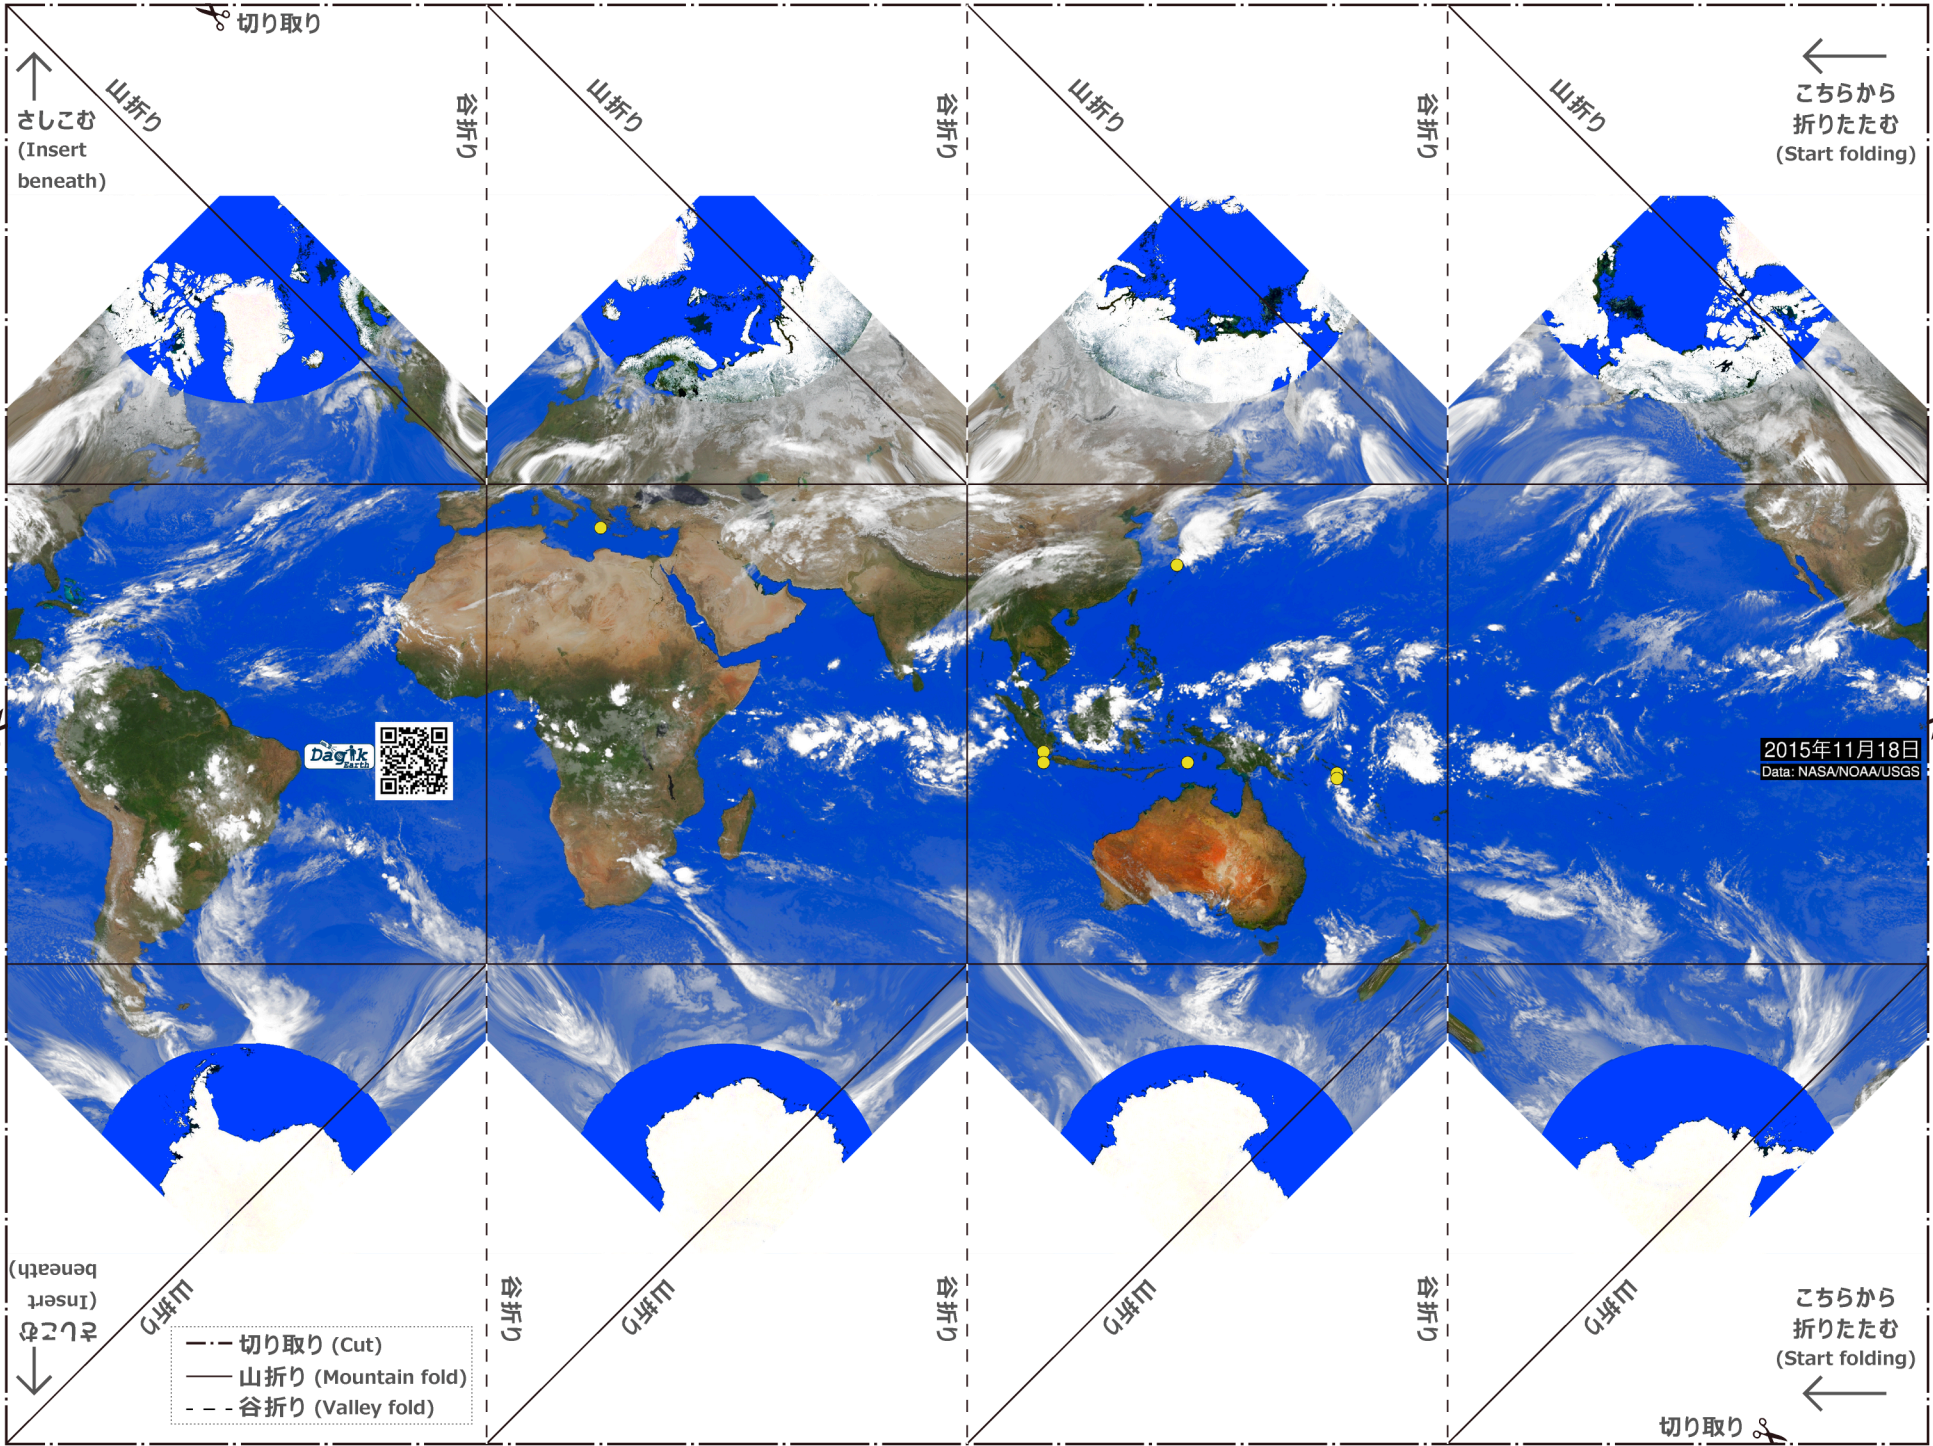 切り取り
山折り
谷折り
山折り
谷折り
山折り
谷折り
山折り
こちらから
折りたたむ
(Start folding)
さしこむ
(Insert
beneath)
Dagik
Earth
2015年11月18日
Data: NASA/NOAA/USGS
さしこむ
(Insert
beneath)
山折り
谷折り
山折り
谷折り
山折り
谷折り
山折り
こちらから
折りたたむ
(Start folding)
切り取り (Cut)
山折り (Mountain fold)
谷折り (Valley fold)
切り取り